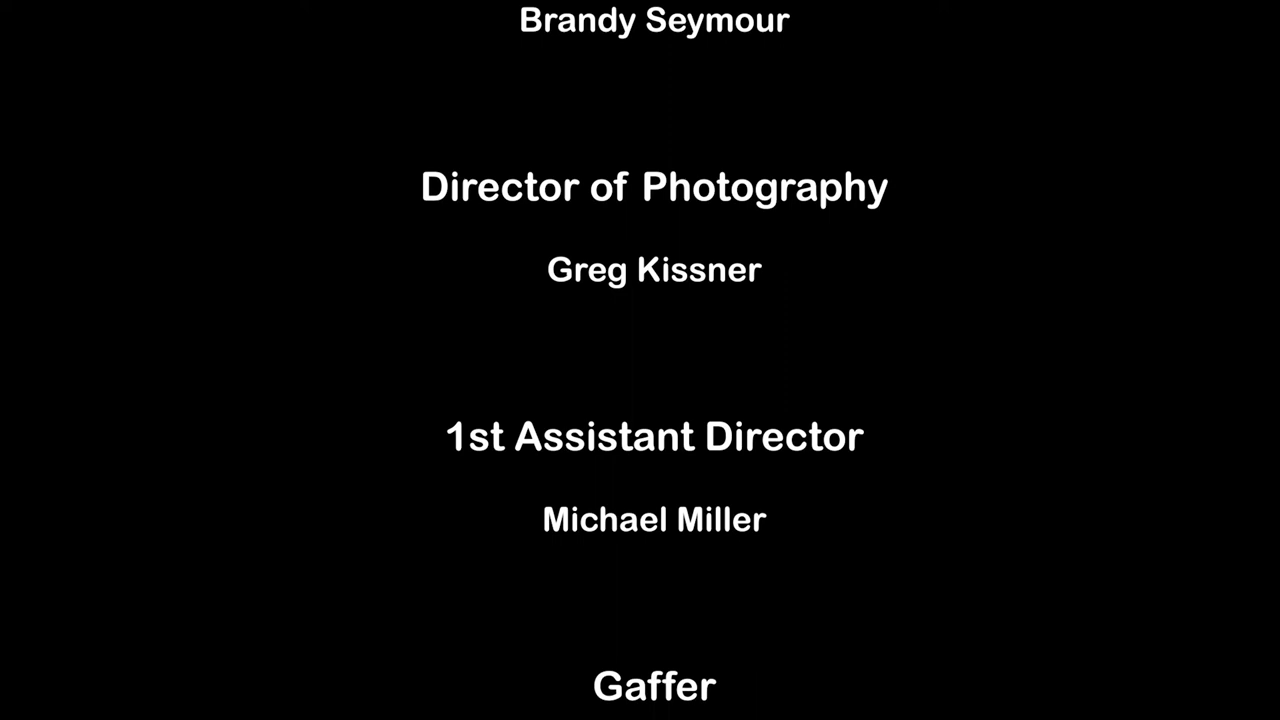 Brandy Seymour
Director of Photography
Greg Kissner
1st Assistant Director
Michael Miller
Gaffer